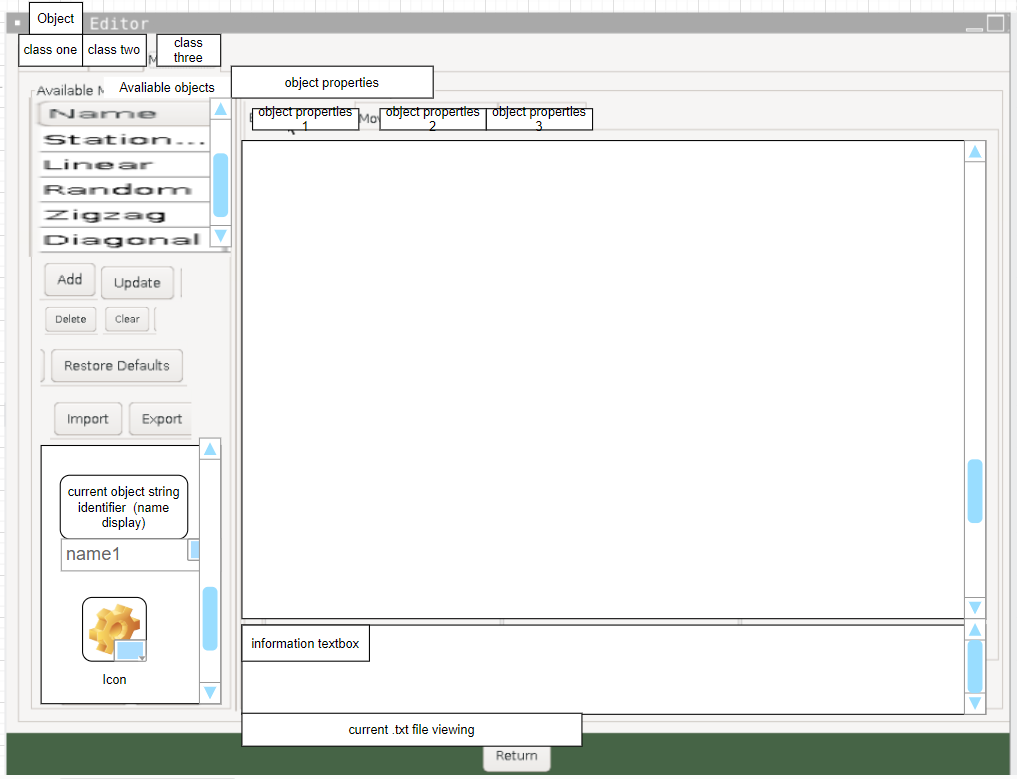 Object
Editor
class one
class two
class
three
Available
Avaliable objects
object properties
Name
Station...
Linear
Random
Zigzag
Diagonal
object properties
1
Mov
object properties
2
object properties
3
Add
Update
Delete
Clear
Restore Defaults
Import
Export
current object string
identifier (name
display)
name1
Icon
information textbox
current .txt file viewing
Return